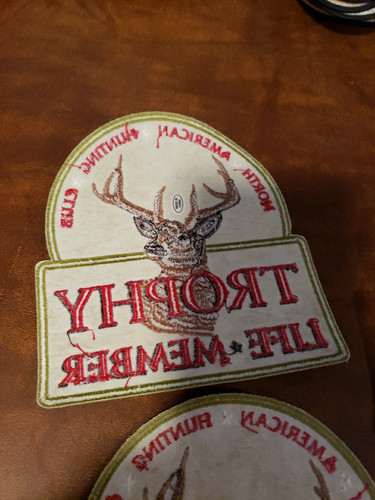 NORTH AMERICAN HUNTING CLUB
TROPHY
LIFE ★ MEMBER
AMERICAN HUNTING